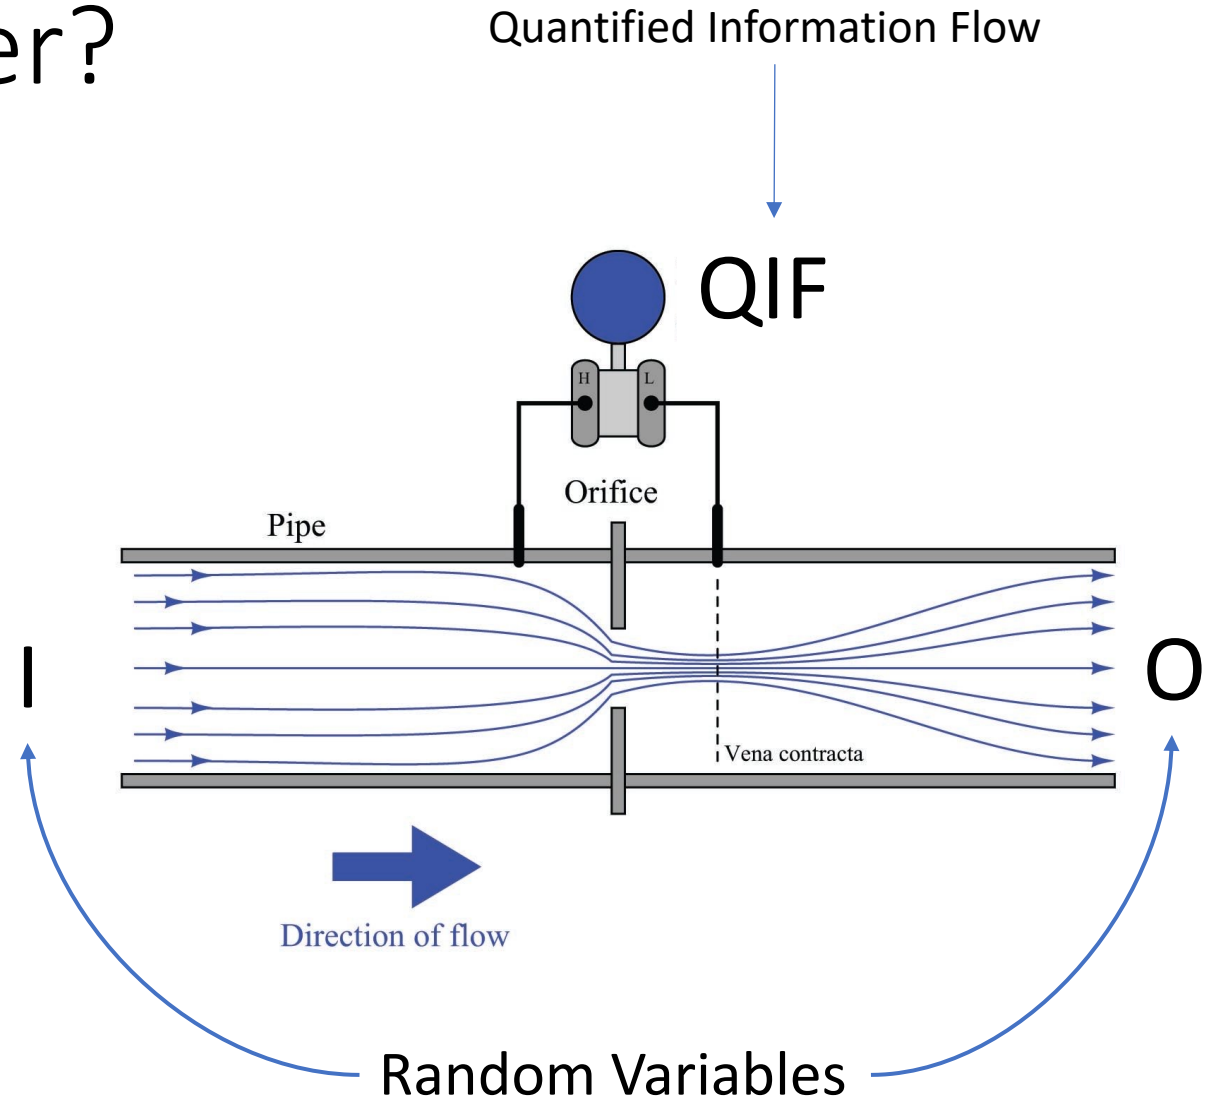 er?
Quantified Information Flow
QIF
H
L
Orifice
Pipe
I
O
Vena contracta
Direction of flow
Random Variables